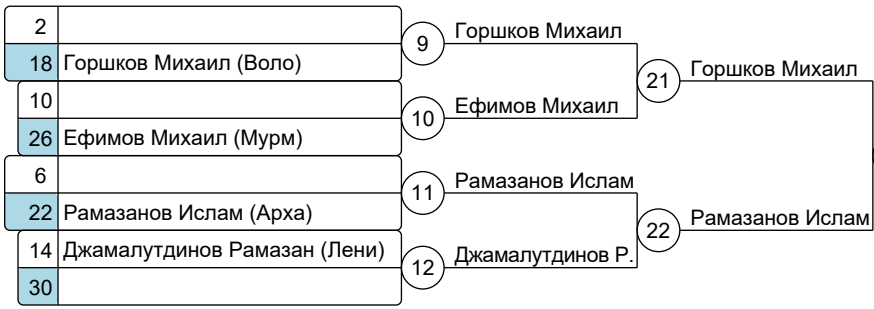 2
9
Горшков Михаил
18 Горшков Михаил (Воло)
21
Горшков Михаил
10
10
Ефимов Михаил
26 Ефимов Михаил (Мурм)
6
11
Рамазанов Ислам
22 Рамазанов Ислам (Арха)
22
Рамазанов Ислам
14 Джамалутдинов Рамазан (Лени)
12
Джамалутдинов Р.
30